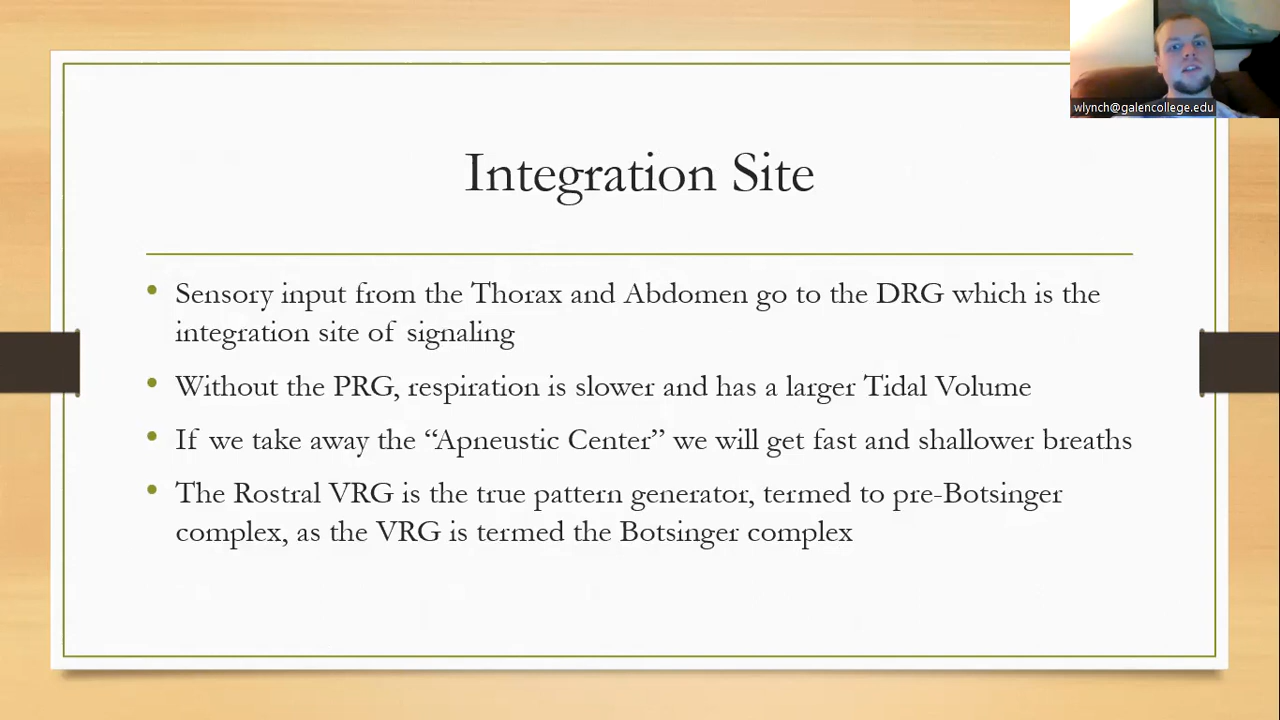 wlynch@galencollege.edu
Integration Site
• Sensory input from the Thorax and Abdomen go to the DRG which is the
integration site of signaling
• Without the PRG, respiration is slower and has a larger Tidal Volume
• If we take away the “Apneustic Center” we will get fast and shallower breaths
• The Rostral VRG is the true pattern generator, termed to pre-Botsinger
complex, as the VRG is termed the Botsinger complex